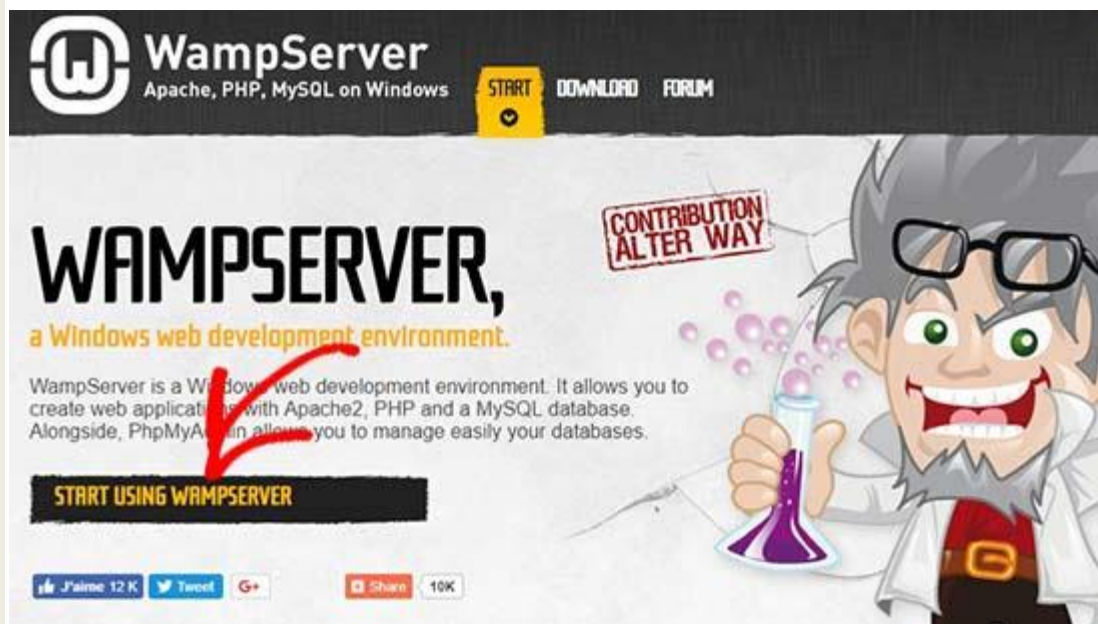 WampServer
Apache, PHP, MySQL on Windows
START
DOWNLOAD
FORUM
CONTRIBUTION
ALTER WAY
WAMPSERVER,
a Windows web development environment.
WampServer is a Windows web development environment. It allows you to
create web applications with Apache2, PHP and a MySQL database.
Alongside, PhpMyAdmin allows you to manage easily your databases.
START USING WAMPSERVER
J'aime 12 K
Tweet
G+
Share
10K